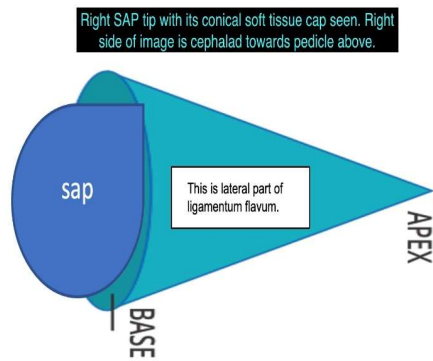 Right SAP tip with its conical soft tissue cap seen. Right
side of image is cephalad towards pedicle above.
sap
This is lateral part of
ligamentum flavum.
APEX
BASE